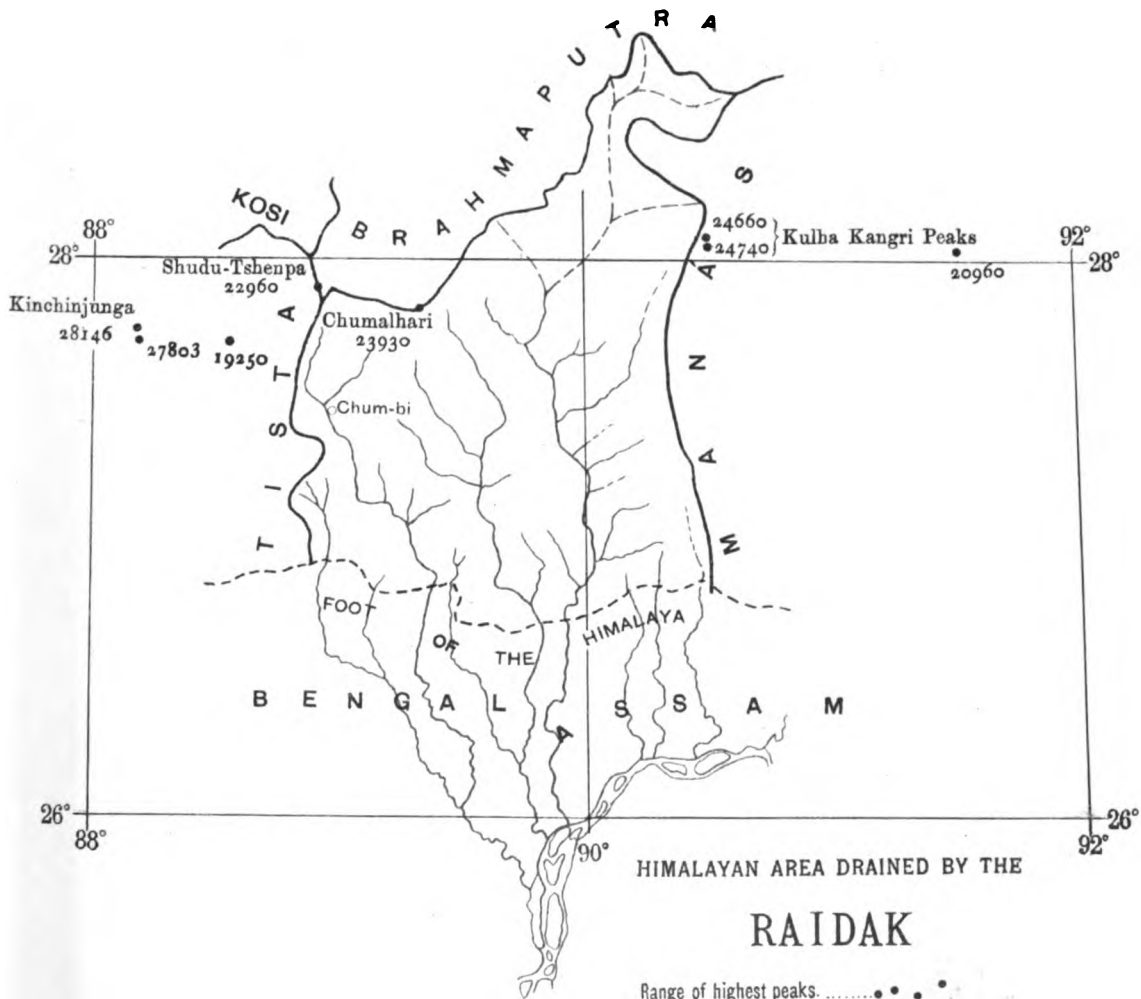 BRAHMAPUTRA
KOSI
88°
28°
Shudu-Tshenpa
22960
Kinchinjunga
28146
27803
19250
Chumalhari
23930
24660
24740
Kulba Kangri Peaks
92°
28°
20960
TISTA
Chum-bi
MANAS
FOOT OF THE HIMALAYA
BENGAL
ASSAM
26°
88°
90°
26°
92°
HIMALAYAN AREA DRAINED BY THE
RAIDAK
Range of highest peaks.